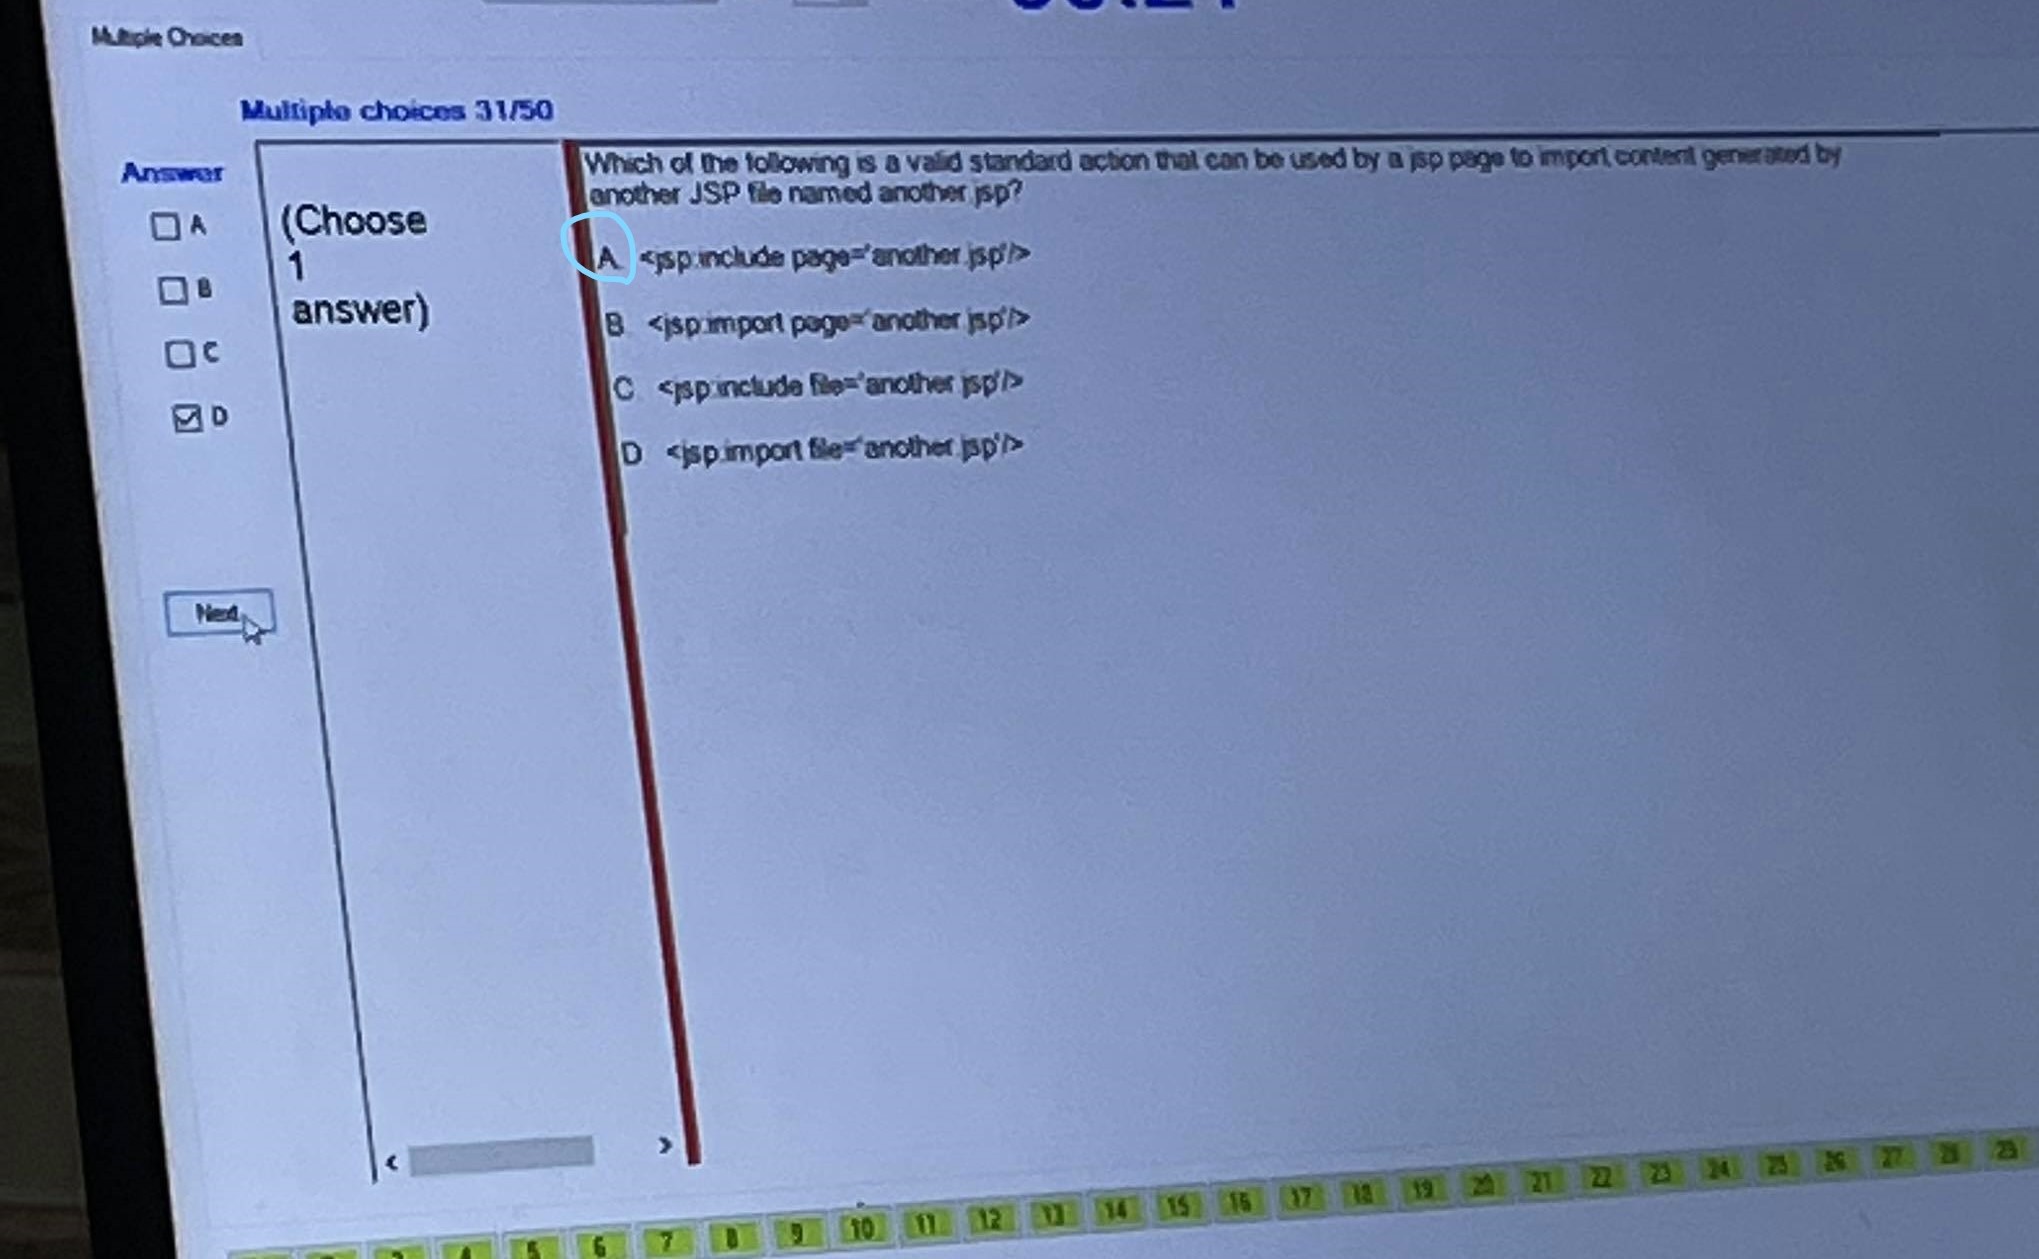 Multiple Choices
Multiple choices 31/50
Answer
A
B
C
D
(Choose
1
answer)
Next
Which of the following is a valid standard action that can be used by a jsp page to import content generated by
another JSP file named another.jsp?
A. <jsp:include page='another.jsp'/>
B. <jsp:import page='another.jsp'/>
C. <jsp:include file='another.jsp'/>
D. <jsp:import file='another.jsp'/>
4 5 6 7 8 9 10 11 12 13 14 15 16 17 18 19 20 21 22 23 24 25 26 27 28 29